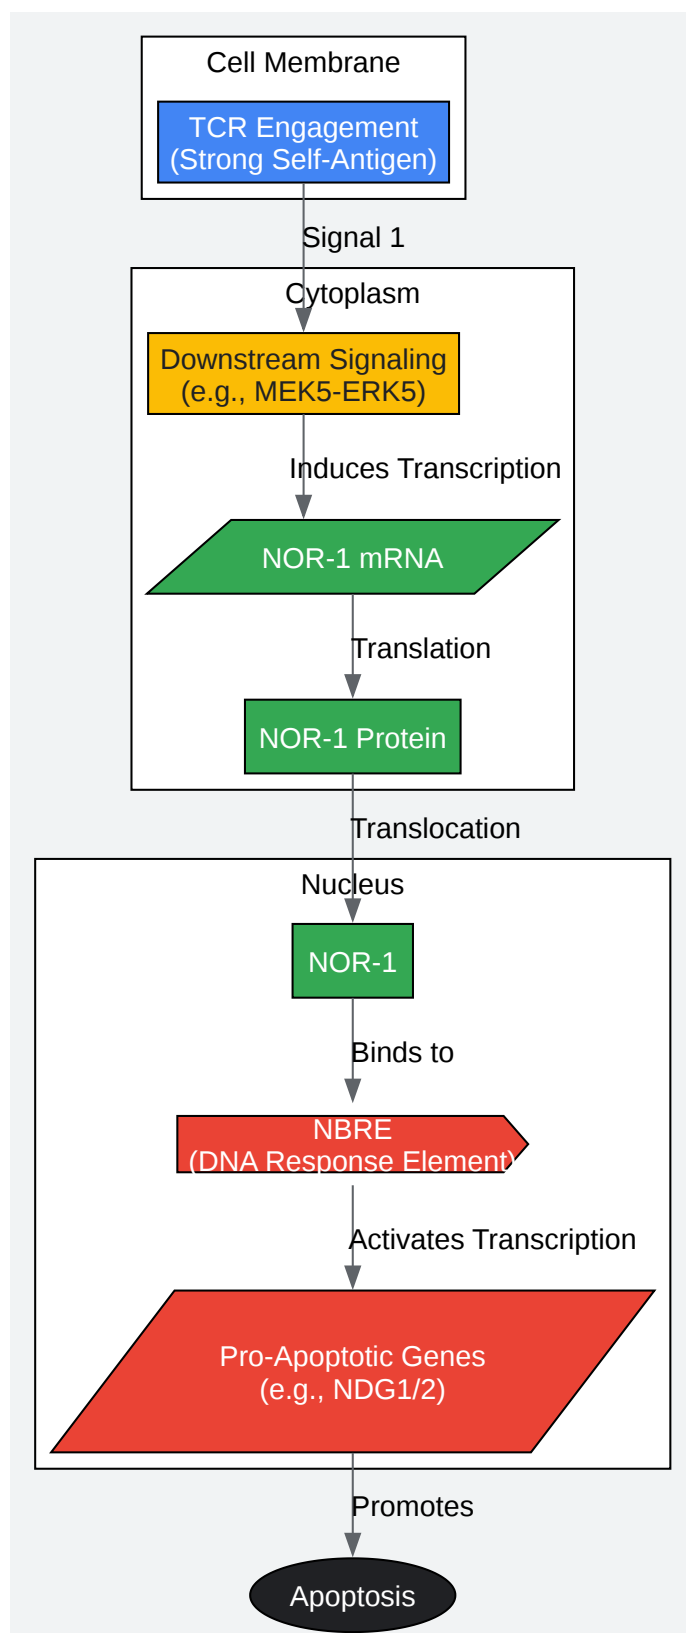 Cell Membrane
TCR Engagement
(Strong Self-Antigen)
Signal 1
Cytoplasm
Downstream Signaling
(e.g., MEK5-ERK5)
Induces Transcription
NOR-1 mRNA
Translation
NOR-1 Protein
Translocation
Nucleus
NOR-1
Binds to
NBRE
(DNA Response Element)
Activates Transcription
Pro-Apoptotic Genes
(e.g., NDG1/2)
Promotes
Apoptosis